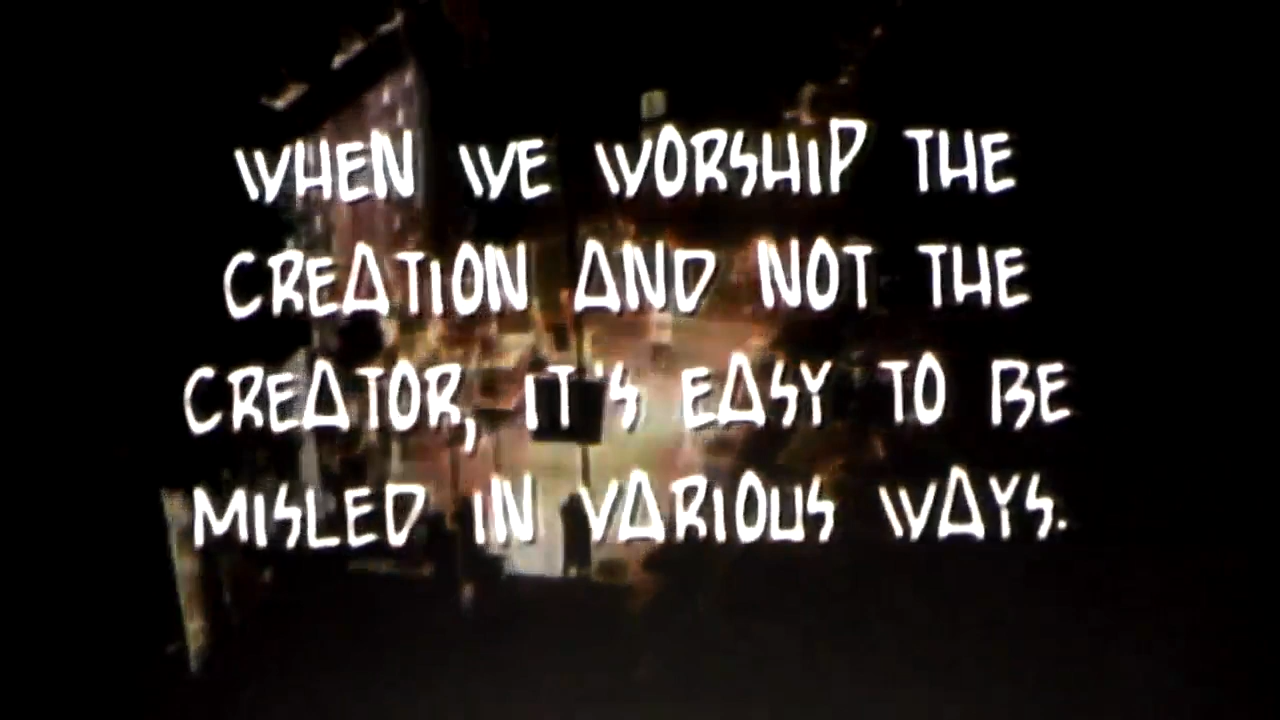 WHEN WE WORSHIP THE
CREATION AND NOT THE
CREATOR, IT'S EASY TO BE
MISLED IN VARIOUS WAYS.